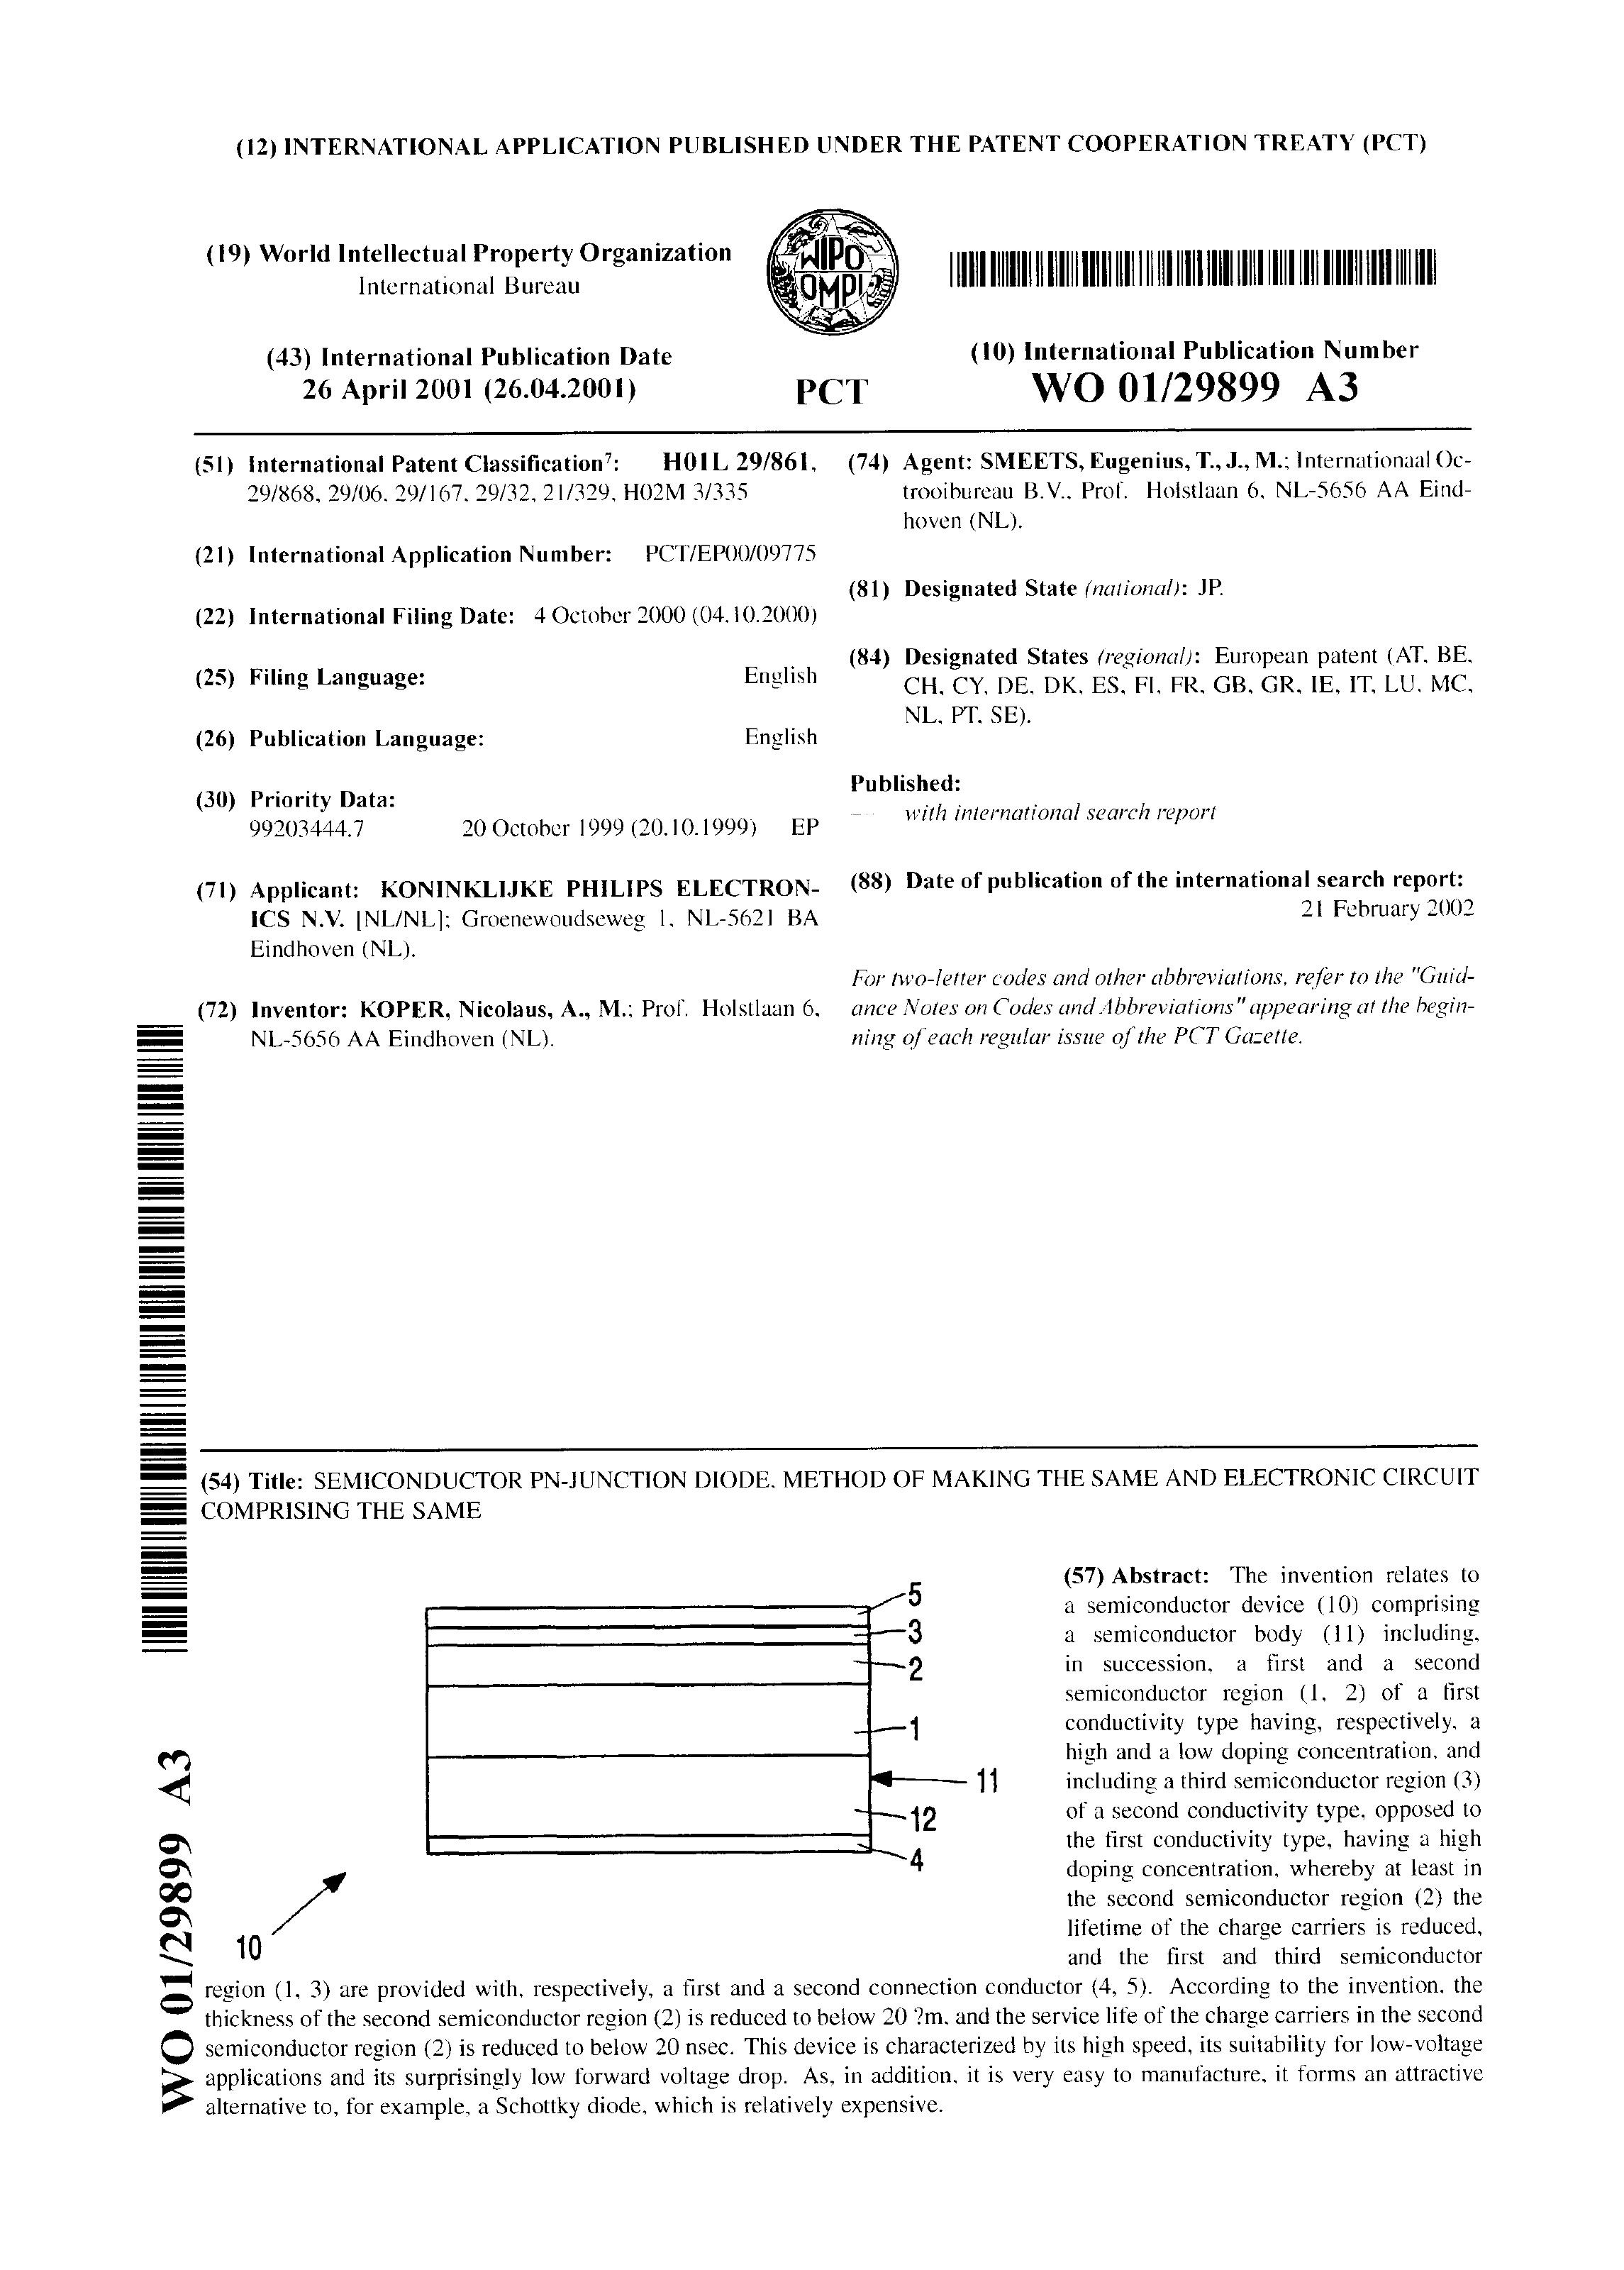 (12) INTERNATIONAL APPLICATION PUBLISHED UNDER THE PATENT COOPERATION TREATY (PCT)
(19) World Intellectual Property Organization
International Bureau
WIPO
OMPI
(43) International Publication Date
26 April 2001 (26.04.2001)
PCT
(10) International Publication Number
WO 01/29899 A3
(51) International Patent Classification7: H01L 29/861,
29/868, 29/06, 29/167, 29/32, 21/329, H02M 3/335
(21) International Application Number: PCT/EP00/09775
(22) International Filing Date: 4 October 2000 (04.10.2000)
(25) Filing Language: English
(26) Publication Language: English
(30) Priority Data:
99203444.7 20 October 1999 (20.10.1999) EP
(71) Applicant: KONINKLIJKE PHILIPS ELECTRON-
ICS N.V. [NL/NL]; Groenewoudseweg 1, NL-5621 BA
Eindhoven (NL).
(72) Inventor: KOPER, Nicolaus, A., M.; Prof. Holstlaan 6,
NL-5656 AA Eindhoven (NL).
(74) Agent: SMEETS, Eugenius, T., J., M.; Internationaal Oc-
trooibureau B.V., Prof. Holstlaan 6, NL-5656 AA Eind-
hoven (NL).
(81) Designated State (national): JP.
(84) Designated States (regional): European patent (AT, BE,
CH, CY, DE, DK, ES, FI, FR, GB, GR, IE, IT, LU, MC,
NL, PT, SE).
Published:
— with international search report
(88) Date of publication of the international search report:
21 February 2002
For two-letter codes and other abbreviations, refer to the "Guid-
ance Notes on Codes and Abbreviations" appearing at the begin-
ning of each regular issue of the PCT Gazette.
(54) Title: SEMICONDUCTOR PN-JUNCTION DIODE, METHOD OF MAKING THE SAME AND ELECTRONIC CIRCUIT
COMPRISING THE SAME
5
3
2
1
11
12
4
10
(57) Abstract: The invention relates to
a semiconductor device (10) comprising
a semiconductor body (11) including,
in succession, a first and a second
semiconductor region (1, 2) of a first
conductivity type having, respectively, a
high and a low doping concentration, and
including a third semiconductor region (3)
of a second conductivity type, opposed to
the first conductivity type, having a high
doping concentration, whereby at least in
the second semiconductor region (2) the
lifetime of the charge carriers is reduced,
and the first and third semiconductor
region (1, 3) are provided with, respectively, a first and a second connection conductor (4, 5). According to the invention, the
thickness of the second semiconductor region (2) is reduced to below 20 ?m, and the service life of the charge carriers in the second
semiconductor region (2) is reduced to below 20 nsec. This device is characterized by its high speed, its suitability for low-voltage
applications and its surprisingly low forward voltage drop. As, in addition, it is very easy to manufacture, it forms an attractive
alternative to, for example, a Schottky diode, which is relatively expensive.
WO 01/29899 A3